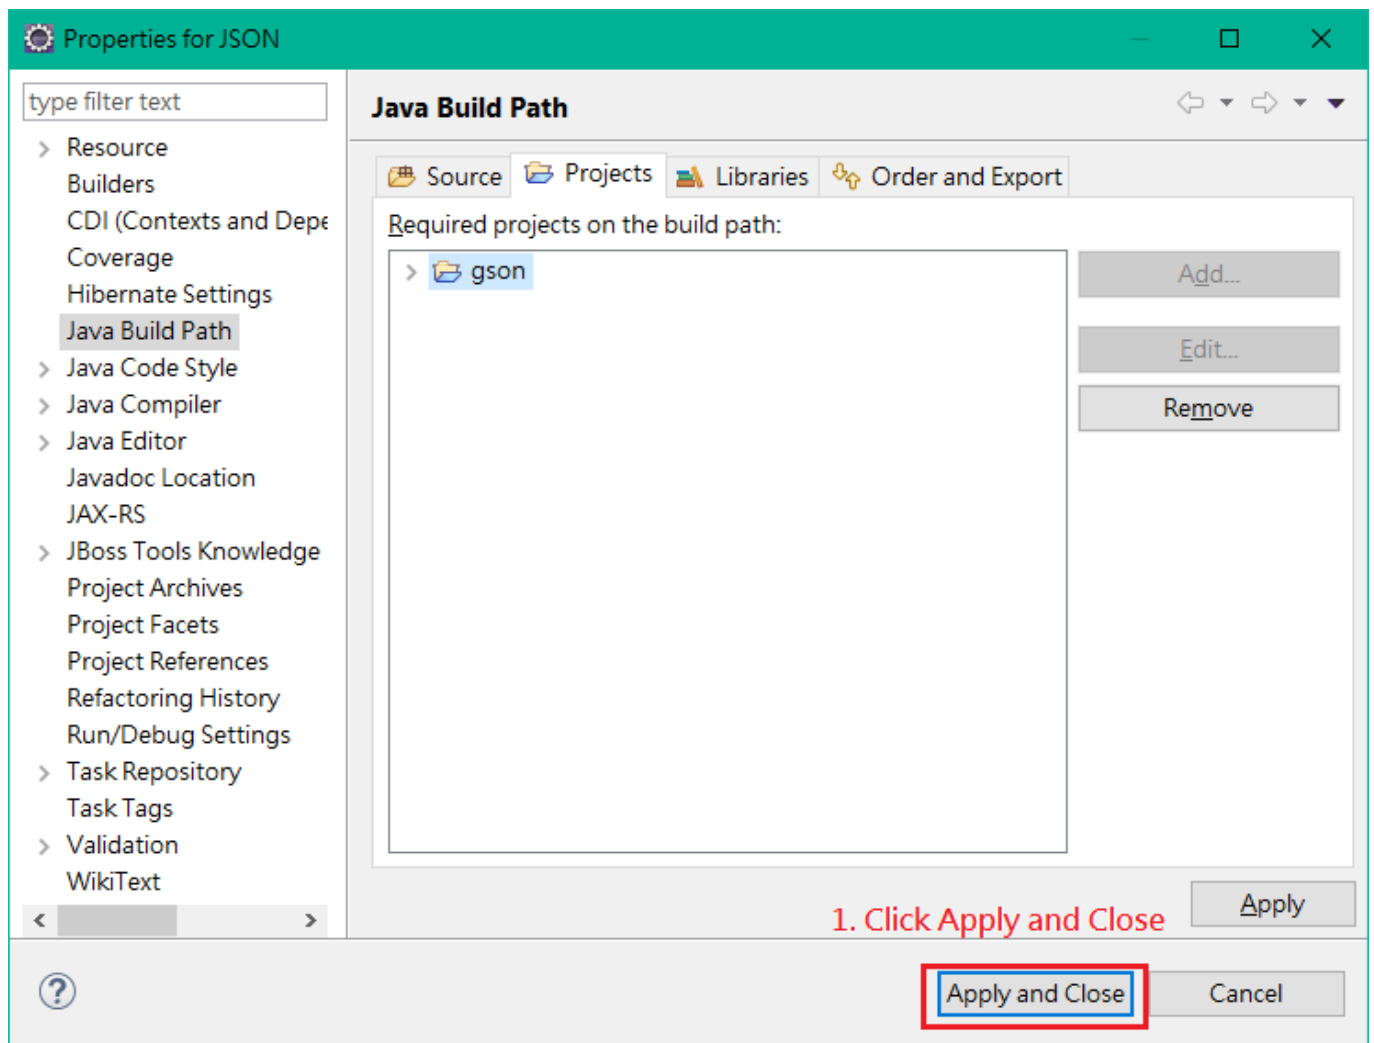 Properties for JSON
type filter text
Resource
Builders
CDI (Contexts and Depe
Coverage
Hibernate Settings
Java Build Path
Java Code Style
Java Compiler
Java Editor
Javadoc Location
JAX-RS
JBoss Tools Knowledge
Project Archives
Project Facets
Project References
Refactoring History
Run/Debug Settings
Task Repository
Task Tags
Validation
WikiText
Java Build Path
Source Projects Libraries Order and Export
Required projects on the build path:
gson
Add...
Edit...
Remove
Apply
1. Click Apply and Close
Apply and Close Cancel